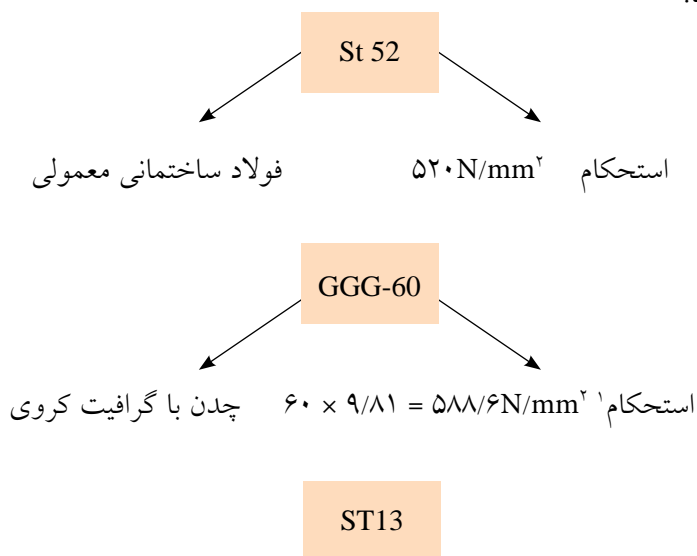 St 52
استحکام ۵۲۰N/mm۲ فولاد ساختمانی معمولی
GGG-60
استحکام۱ ۶۰ × ۹/۸۱ = ۵۸۸/۶N/mm۲ چدن با گرافیت کروی
ST13